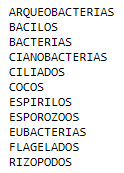 ARQUEOBACTERIAS
BACILOS
BACTERIAS
CIANOBACTERIAS
CILIADOS
COCOS
ESPIRILOS
ESPOROZOOS
EUBACTERIAS
FLAGELADOS
RIZOPODOS